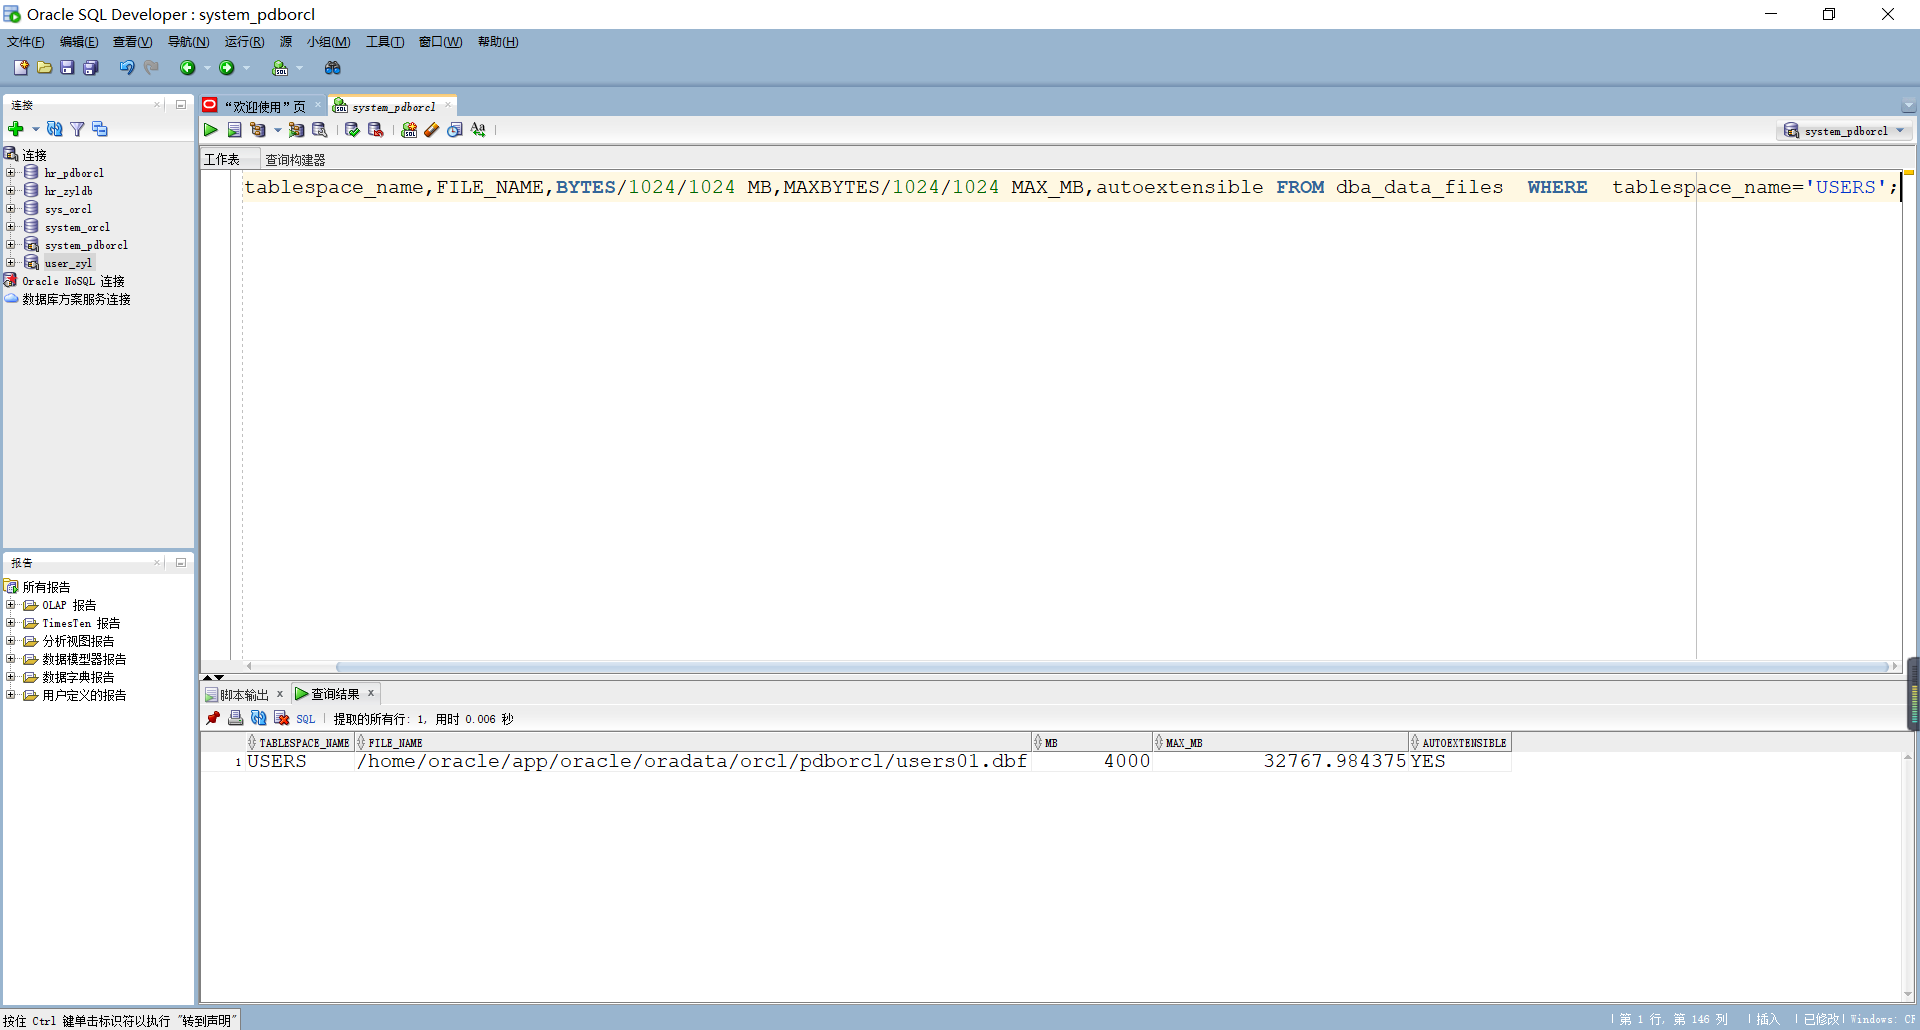 Oracle SQL Developer : system_pdborcl
文件(F) 编辑(E) 查看(V) 导航(N) 运行(R) 源 小组(M) 工具(T) 窗口(W) 帮助(H)
连接
“欢迎使用”页
system_pdborcl
system_pdborcl
工作表 查询构建器
连接
hr_pdborcl
hr_zyldb
sys_orcl
system_orcl
system_pdborcl
user_zyl
Oracle NoSQL 连接
数据库方案服务连接
tablespace_name,FILE_NAME,BYTES/1024/1024 MB,MAXBYTES/1024/1024 MAX_MB,autoextensible FROM dba_data_files  WHERE  tablespace_name='USERS';
报告
所有报告
OLAP 报告
TimesTen 报告
分析视图报告
数据模型器报告
数据字典报告
用户定义的报告
脚本输出 查询结果
SQL 提取的所有行: 1, 用时 0.006 秒
TABLESPACE_NAME FILE_NAME MB MAX_MB AUTOEXTENSIBLE
1 USERS /home/oracle/app/oracle/oradata/orcl/pdborcl/users01.dbf 4000 32767.984375 YES
按住 Ctrl 键单击标识符以执行 "转到声明"
第 1 行, 第 146 列 插入 已修改 Windows: CF